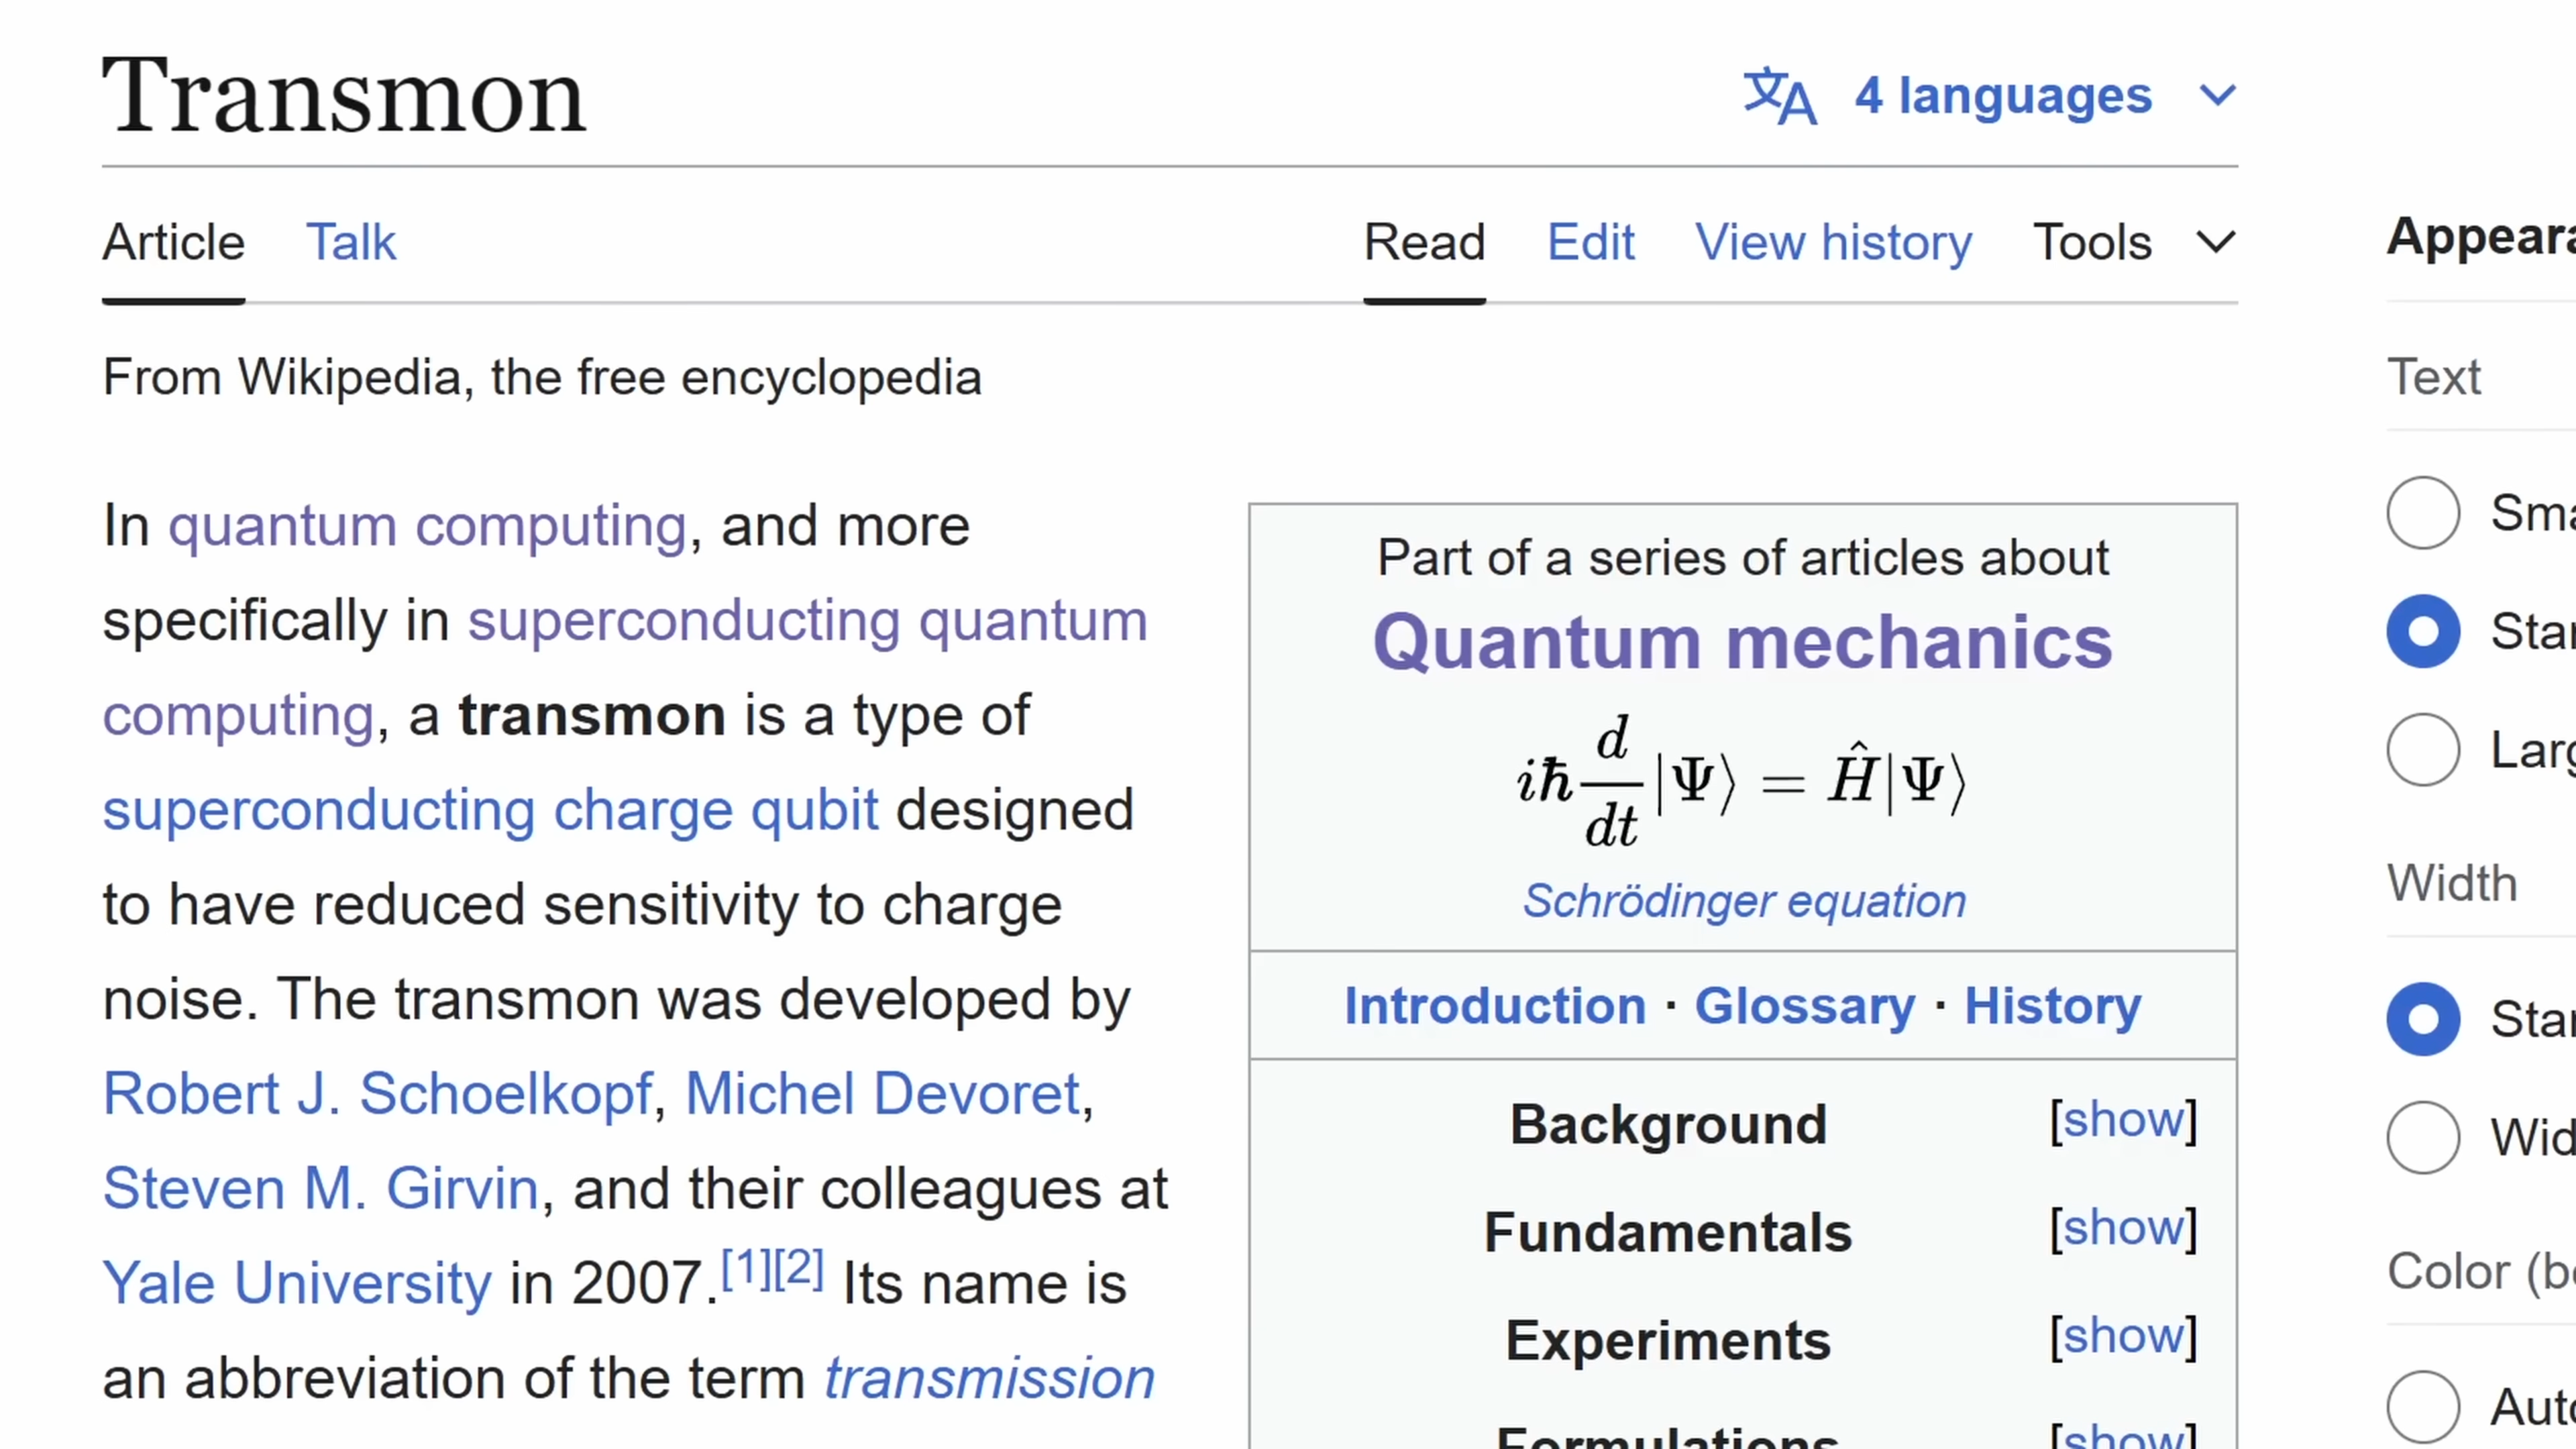 Transmon
4 languages
Article Talk Read Edit View history Tools
From Wikipedia, the free encyclopedia
In quantum computing, and more
specifically in superconducting quantum
computing, a transmon is a type of
superconducting charge qubit designed
to have reduced sensitivity to charge
noise. The transmon was developed by
Robert J. Schoelkopf, Michel Devoret,
Steven M. Girvin, and their colleagues at
Yale University in 2007.[1][2] Its name is
an abbreviation of the term transmission
Part of a series of articles about
Quantum mechanics
iħ d/dt |Ψ⟩ = Ĥ|Ψ⟩
Schrödinger equation
Introduction · Glossary · History
Background [show]
Fundamentals [show]
Experiments [show]
Formulations [show]
Text
Width
Color